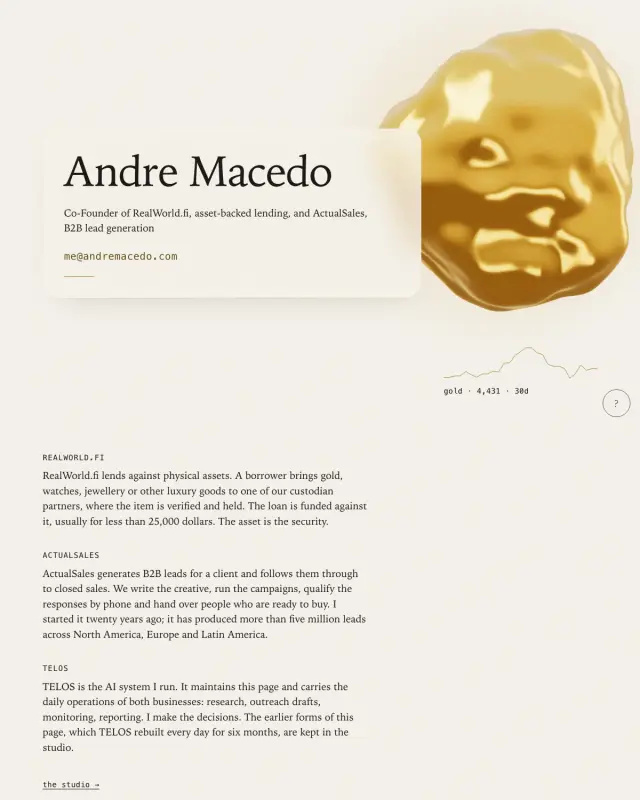 Andre Macedo
Co-Founder of RealWorld.fi, asset-backed lending, and ActualSales,
B2B lead generation
me@andremacedo.com
gold · 4,431 · 30d
?
REALWORLD.FI
RealWorld.fi lends against physical assets. A borrower brings gold,
watches, jewellery or other luxury goods to one of our custodian
partners, where the item is verified and held. The loan is funded against
it, usually for less than 25,000 dollars. The asset is the security.
ACTUALSALES
ActualSales generates B2B leads for a client and follows them through
to closed sales. We write the creative, run the campaigns, qualify the
responses by phone and hand over people who are ready to buy. I
started it twenty years ago; it has produced more than five million leads
across North America, Europe and Latin America.
TELOS
TELOS is the AI system I run. It maintains this page and carries the
daily operations of both businesses: research, outreach drafts,
monitoring, reporting. I make the decisions. The earlier forms of this
page, which TELOS rebuilt every day for six months, are kept in the
studio.
the studio →